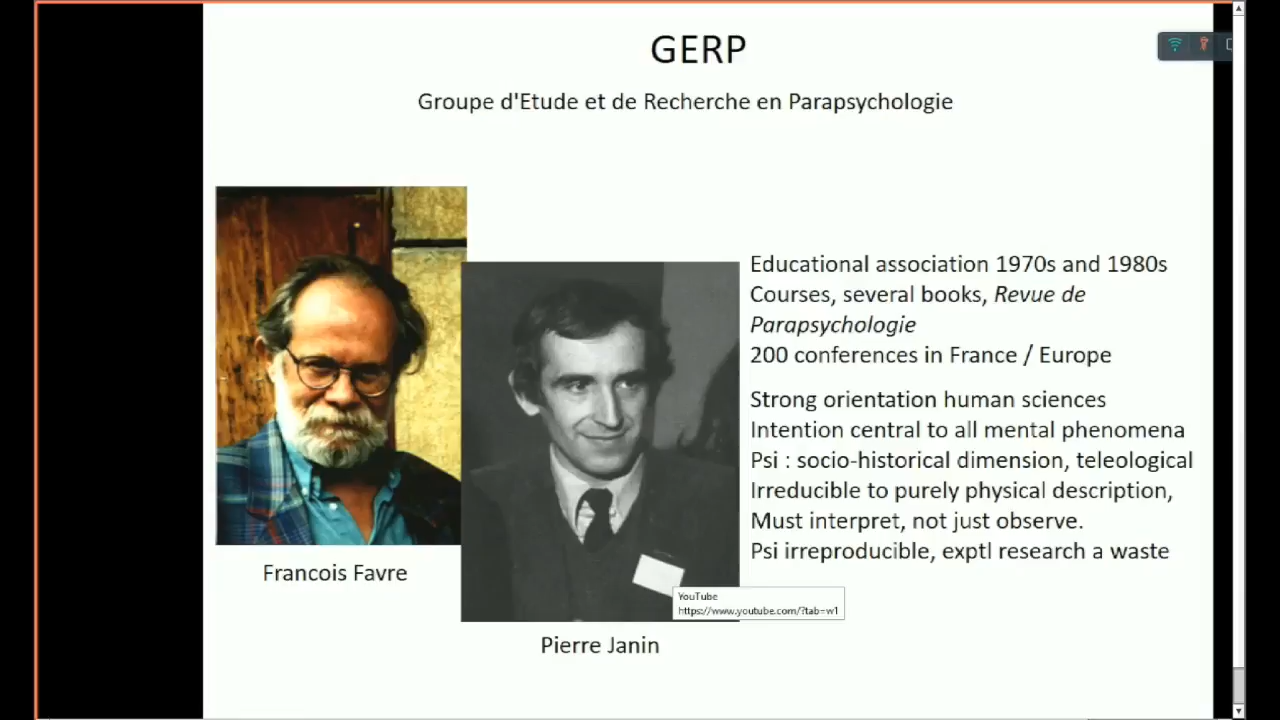 GERP
Groupe d'Etude et de Recherche en Parapsychologie
Educational association 1970s and 1980s
Courses, several books, Revue de
Parapsychologie
200 conferences in France / Europe
Strong orientation human sciences
Intention central to all mental phenomena
Psi : socio-historical dimension, teleological
Irreducible to purely physical description,
Must interpret, not just observe.
Psi irreproducible, exptl research a waste
Francois Favre
YouTube
https://www.youtube.com/?tab=w1
Pierre Janin